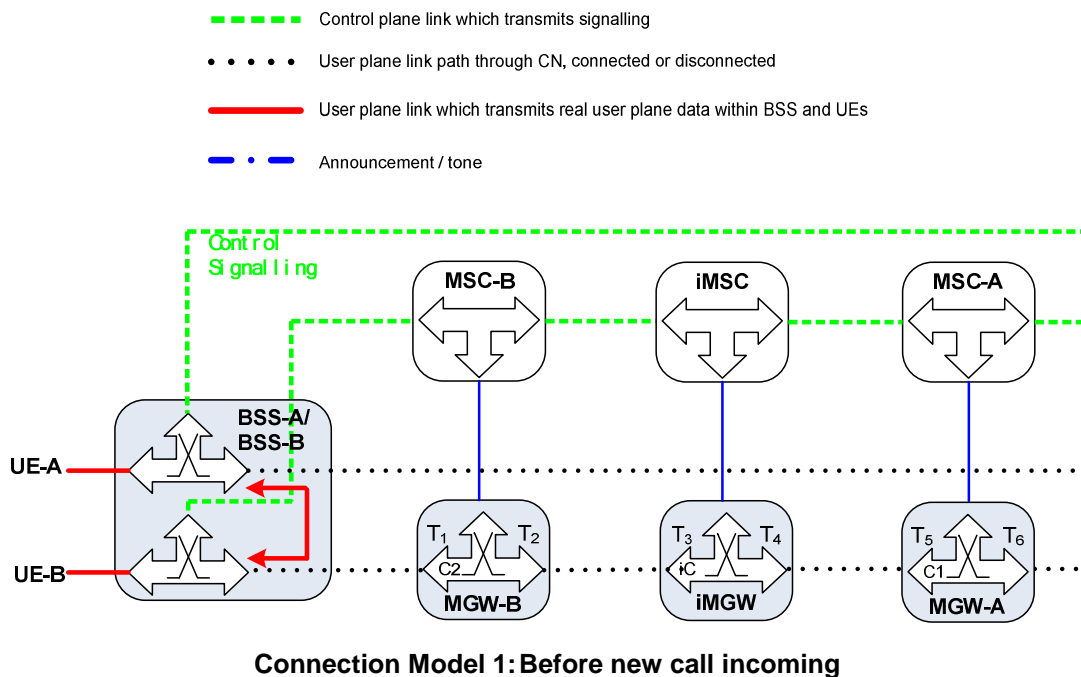 Control plane link which transmits signalling
User plane link path through CN, connected or disconnected
User plane link which transmits real user plane data within BSS and UEs
Announcement / tone
Control
Signalling
MSC-B
iMSC
MSC-A
BSS-A/
BSS-B
UE-A
UE-B
T1
T2
C2
MGW-B
T3
T4
iC
iMGW
T5
T6
C1
MGW-A
Connection Model 1: Before new call incoming